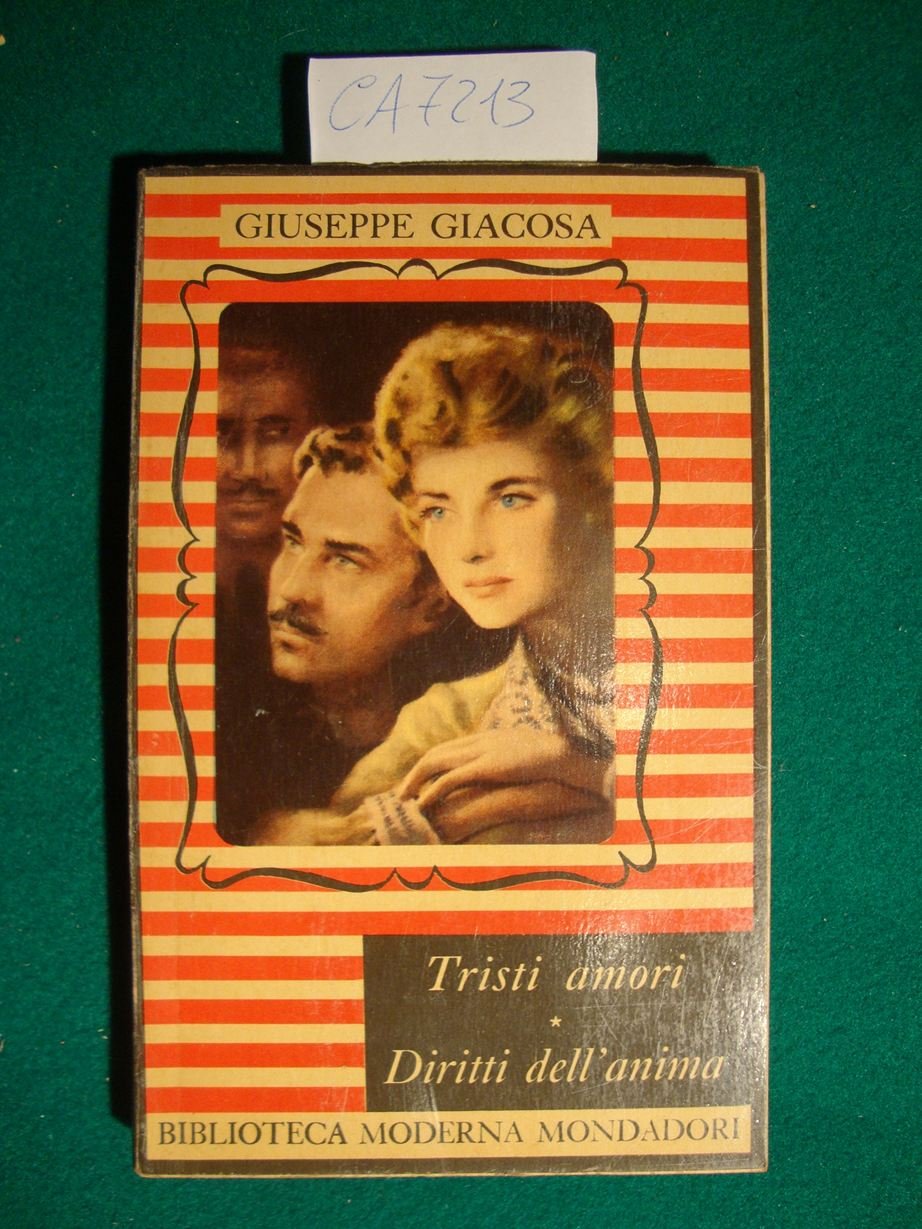 CA7213
GIUSEPPE GIACOSA
Tristi amori
★
Diritti dell'anima
BIBLIOTECA MODERNA MONDADORI